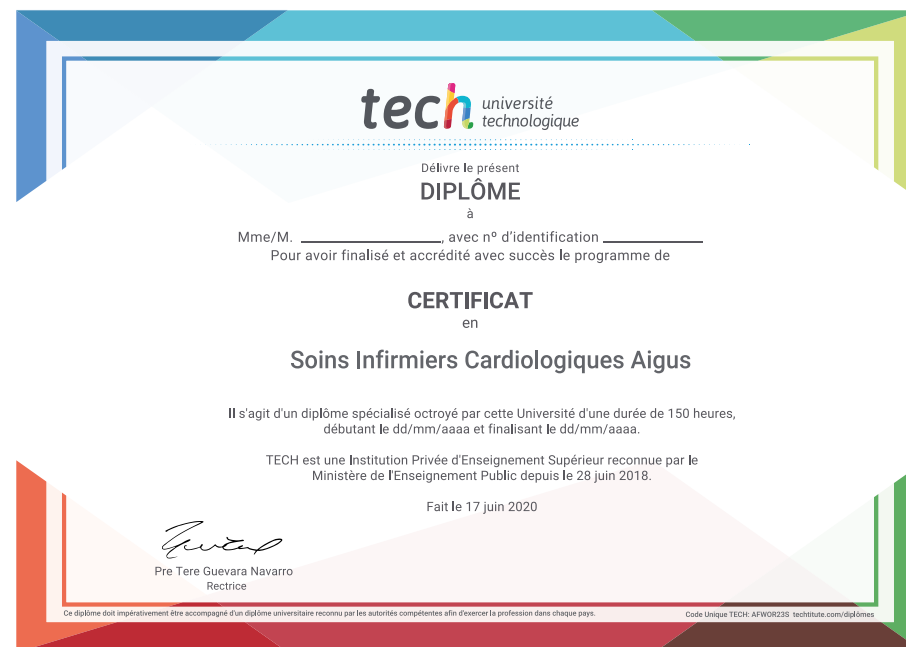 tech université
technologique
Délivre le présent
DIPLÔME
à
Mme/M. ____________________, avec nº d'identification ______________
Pour avoir finalisé et accrédité avec succès le programme de
CERTIFICAT
en
Soins Infirmiers Cardiologiques Aigus
Il s'agit d'un diplôme spécialisé octroyé par cette Université d'une durée de 150 heures,
débutant le dd/mm/aaaa et finalisant le dd/mm/aaaa.
TECH est une Institution Privée d'Enseignement Supérieur reconnue par le
Ministère de l'Enseignement Public depuis le 28 juin 2018.
Fait le 17 juin 2020
Pre Tere Guevara Navarro
Rectrice
Ce diplôme doit impérativement être accompagné d'un diplôme universitaire reconnu par les autorités compétentes afin d'exercer la profession dans chaque pays.
Code Unique TECH: AFWOR23S techtitute.com/diplômes